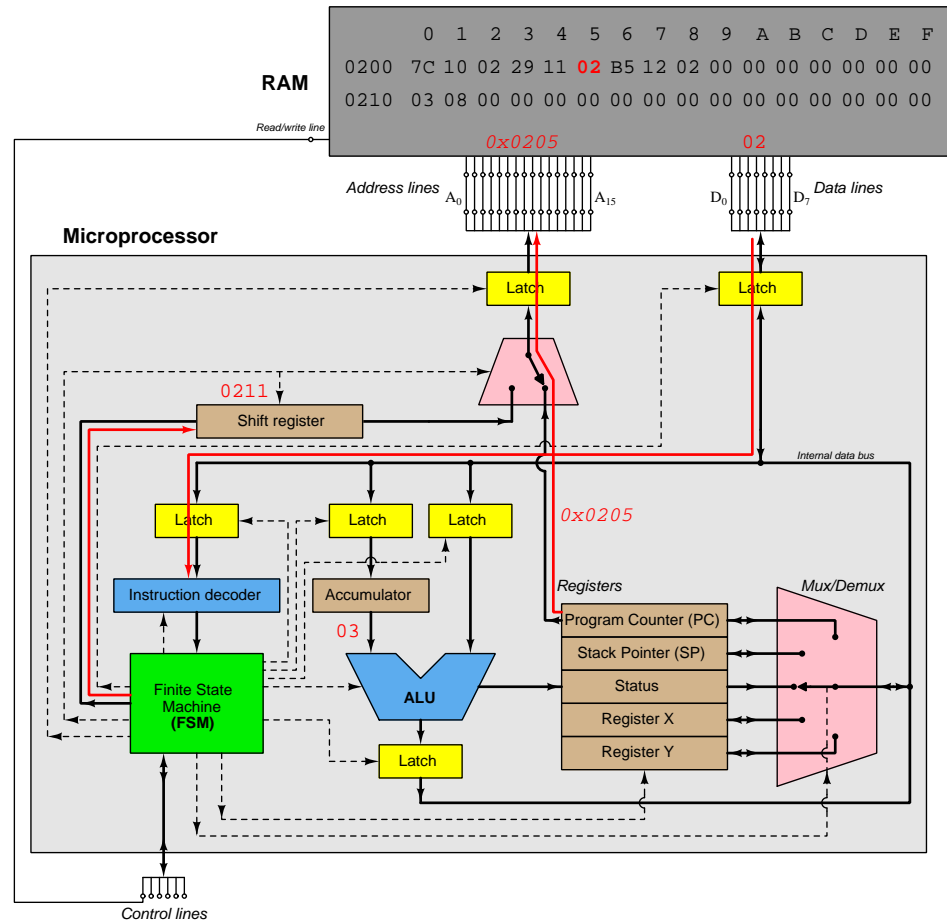 0 1 2 3 4 5 6 7 8 9 A B C D E F
0200 7C 10 02 29 11 02 B5 12 02 00 00 00 00 00 00 00
RAM
0210 03 08 00 00 00 00 00 00 00 00 00 00 00 00 00 00
Read/write line
0x0205 02
Address lines A0 A15 D0 D7 Data lines
Microprocessor
Latch Latch
0211
Shift register
Internal data bus
Latch Latch Latch
0x0205
Registers Mux/Demux
Instruction decoder Accumulator
Program Counter (PC)
03
Stack Pointer (SP)
Finite State
Machine
(FSM)
ALU
Status
Register X
Register Y
Latch
Control lines